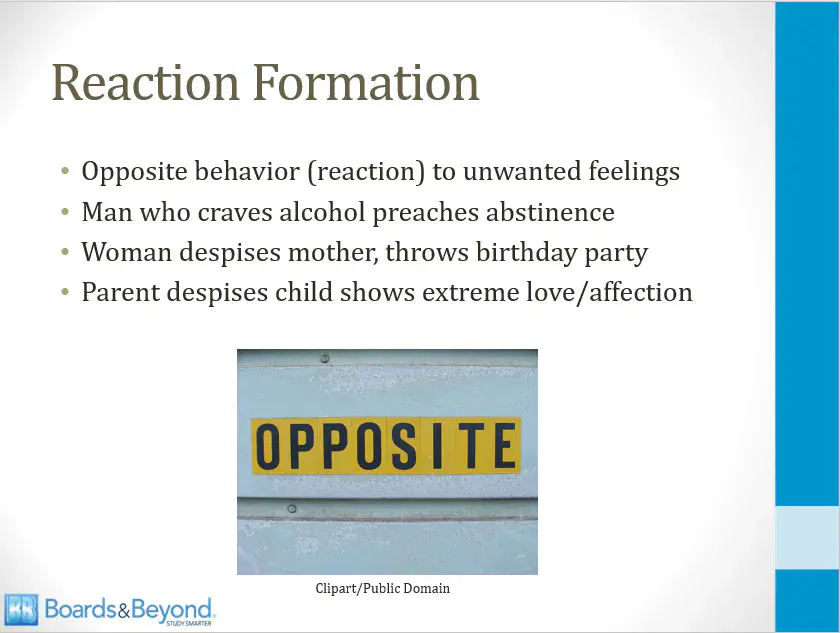 Reaction Formation
• Opposite behavior (reaction) to unwanted feelings
• Man who craves alcohol preaches abstinence
• Woman despises mother, throws birthday party
• Parent despises child shows extreme love/affection
OPPOSITE
Clipart/Public Domain
BB Boards&Beyond.
STUDY SMARTER